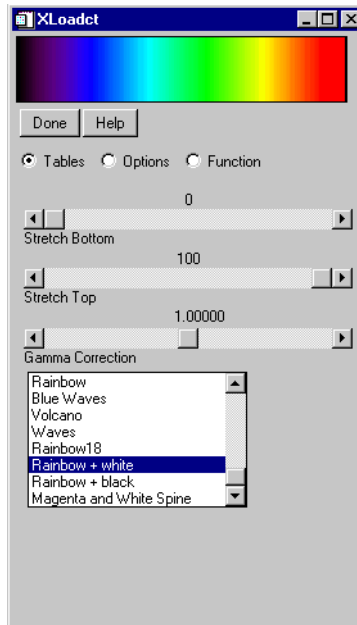 XLoadct
Done Help
Tables Options Function
0
Stretch Bottom
100
Stretch Top
1.00000
Gamma Correction
Rainbow
Blue Waves
Volcano
Waves
Rainbow18
Rainbow + white
Rainbow + black
Magenta and White Spine